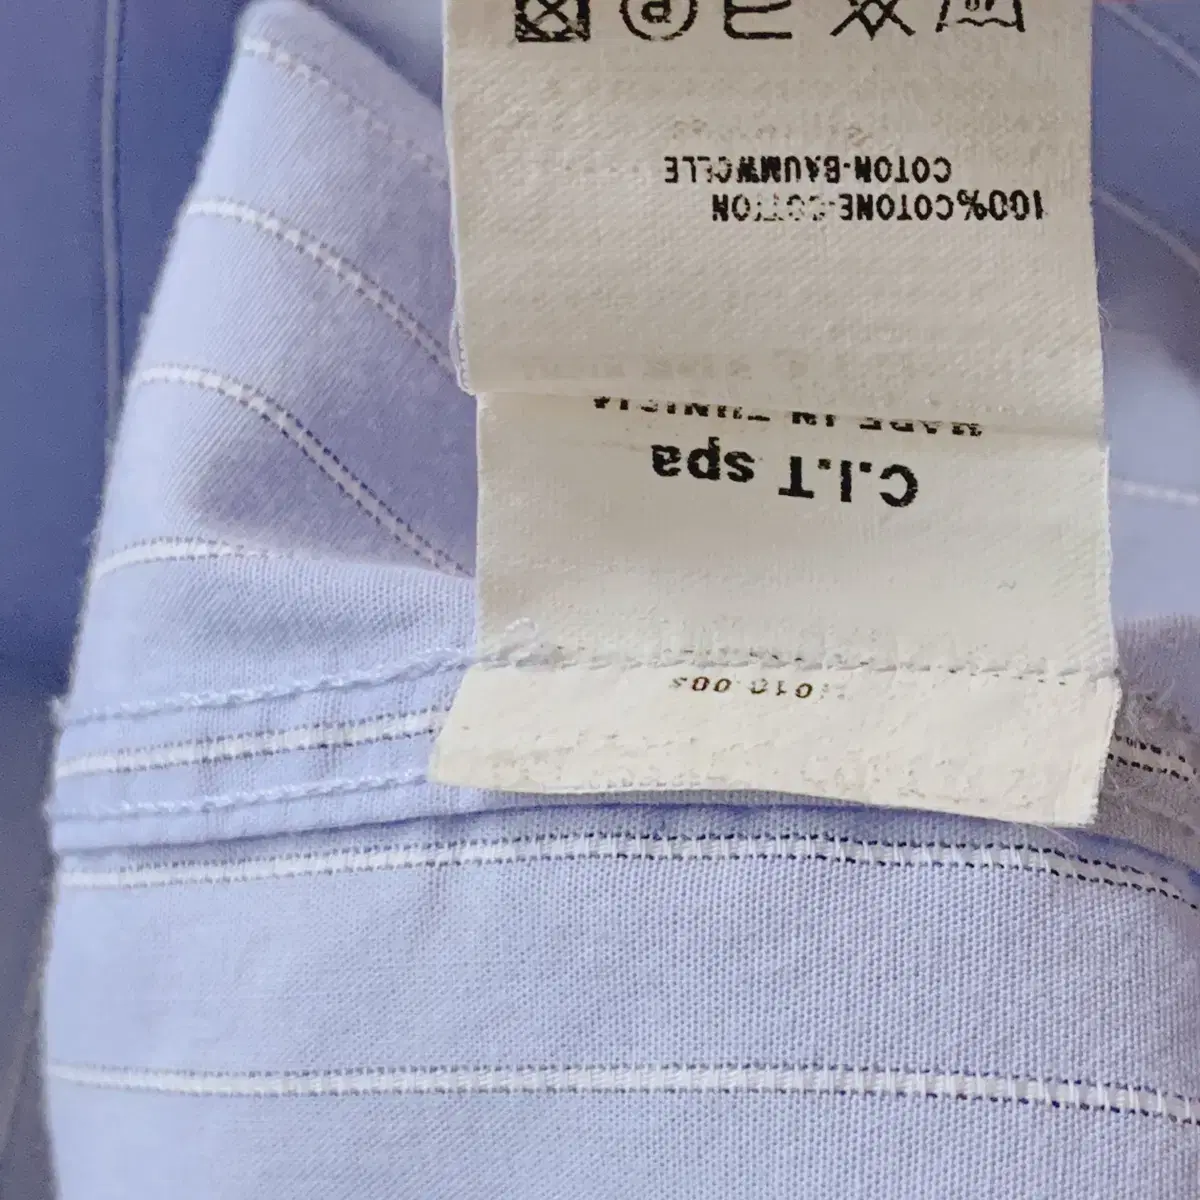 C.I.T spa
MADE IN TUNISIA
100%COTONE-COTTON
COTON-BAUMWOLLE